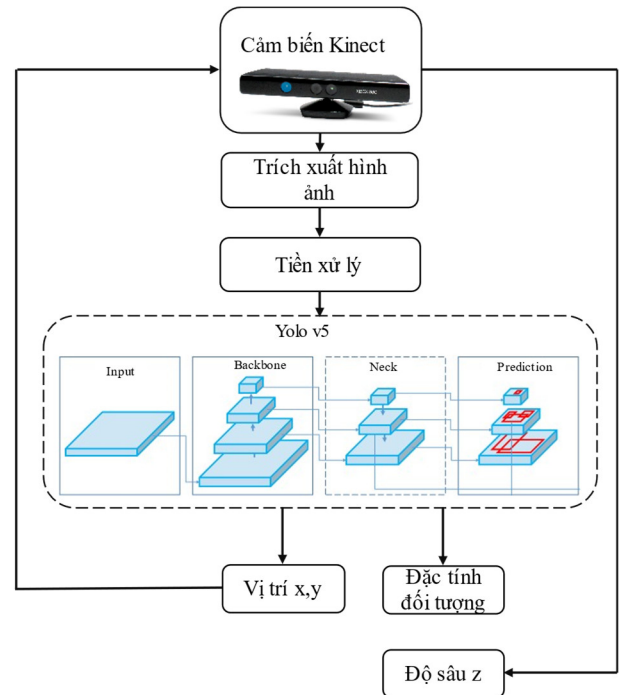 Cảm biến Kinect
Trích xuất hình
ảnh
Tiền xử lý
Yolo v5
Input
Backbone
Neck
Prediction
Vị trí x,y
Đặc tính
đối tượng
Độ sâu z